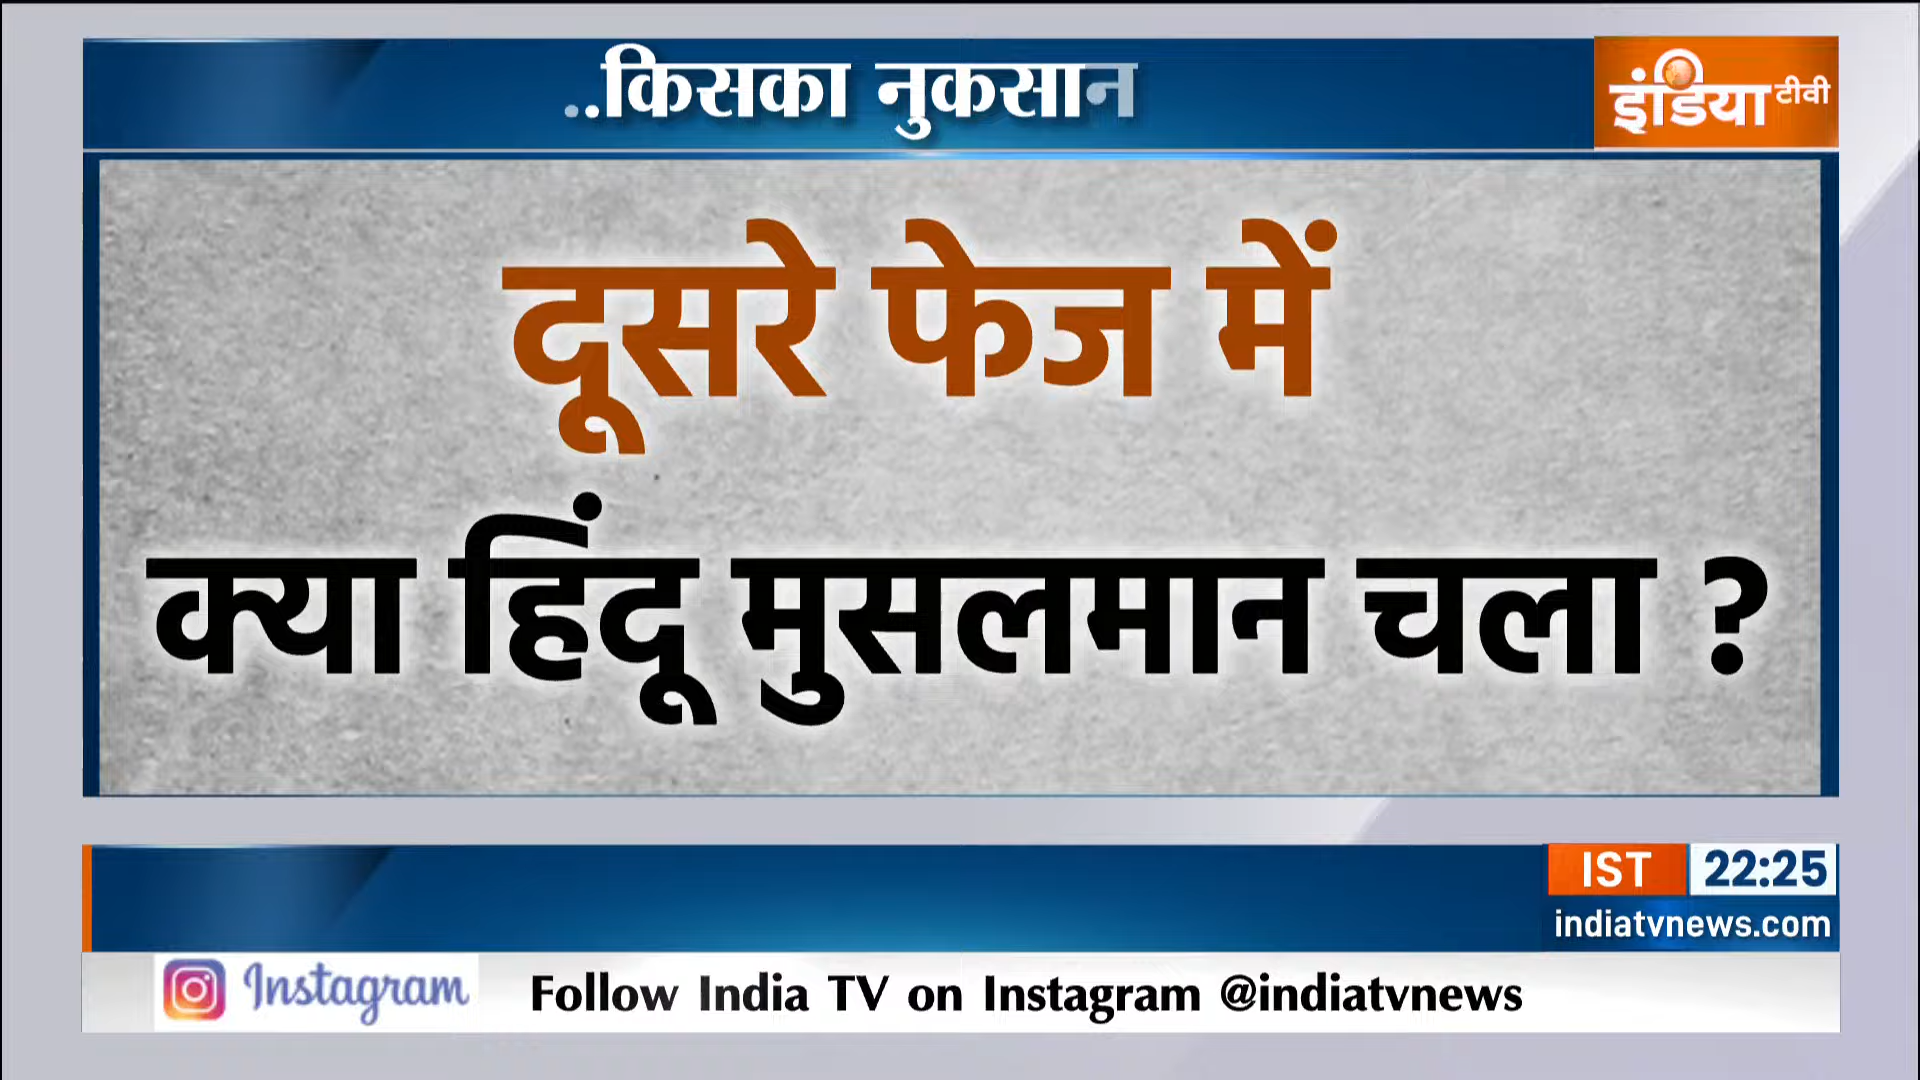 ..किसका नुकसान
इंडिया टीवी
दूसरे फेज में
क्या हिंदू मुसलमान चला ?
IST 22:25
indiatvnews.com
Instagram Follow India TV on Instagram @indiatvnews